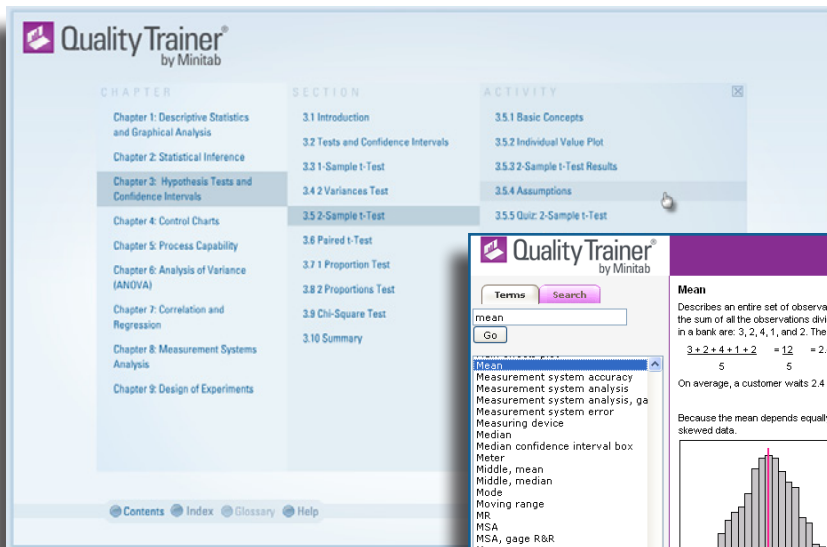 Quality Trainer®
by Minitab
CHAPTER
Chapter 1: Descriptive Statistics
and Graphical Analysis
Chapter 2: Statistical Inference
Chapter 3: Hypothesis Tests and
Confidence Intervals
Chapter 4: Control Charts
Chapter 5: Process Capability
Chapter 6: Analysis of Variance
(ANOVA)
Chapter 7: Correlation and
Regression
Chapter 8: Measurement Systems
Analysis
Chapter 9: Design of Experiments
SECTION
3.1 Introduction
3.2 Tests and Confidence Intervals
3.3 1-Sample t-Test
3.4 2 Variances Test
3.5 2-Sample t-Test
3.6 Paired t-Test
3.7 1 Proportion Test
3.8 2 Proportions Test
3.9 Chi-Square Test
3.10 Summary
ACTIVITY
3.5.1 Basic Concepts
3.5.2 Individual Value Plot
3.5.3 2-Sample t-Test Results
3.5.4 Assumptions
3.5.5 Quiz: 2-Sample t-Test
Contents Index Glossary Help
Quality Trainer®
by Minitab
Terms Search
mean
Go
Mean
Measurement system accuracy
Measurement system analysis
Measurement system analysis, ga
Measurement system error
Measuring device
Median
Median confidence interval box
Meter
Middle, mean
Middle, median
Mode
Moving range
MR
MSA
MSA, gage R&R
Mean
Describes an entire set of observa
the sum of all the observations divi
in a bank are: 3, 2, 4, 1, and 2. The
3 + 2 + 4 + 1 + 2 = 12 = 2.
5 5
On average, a customer waits 2.4
Because the mean depends equally
skewed data.